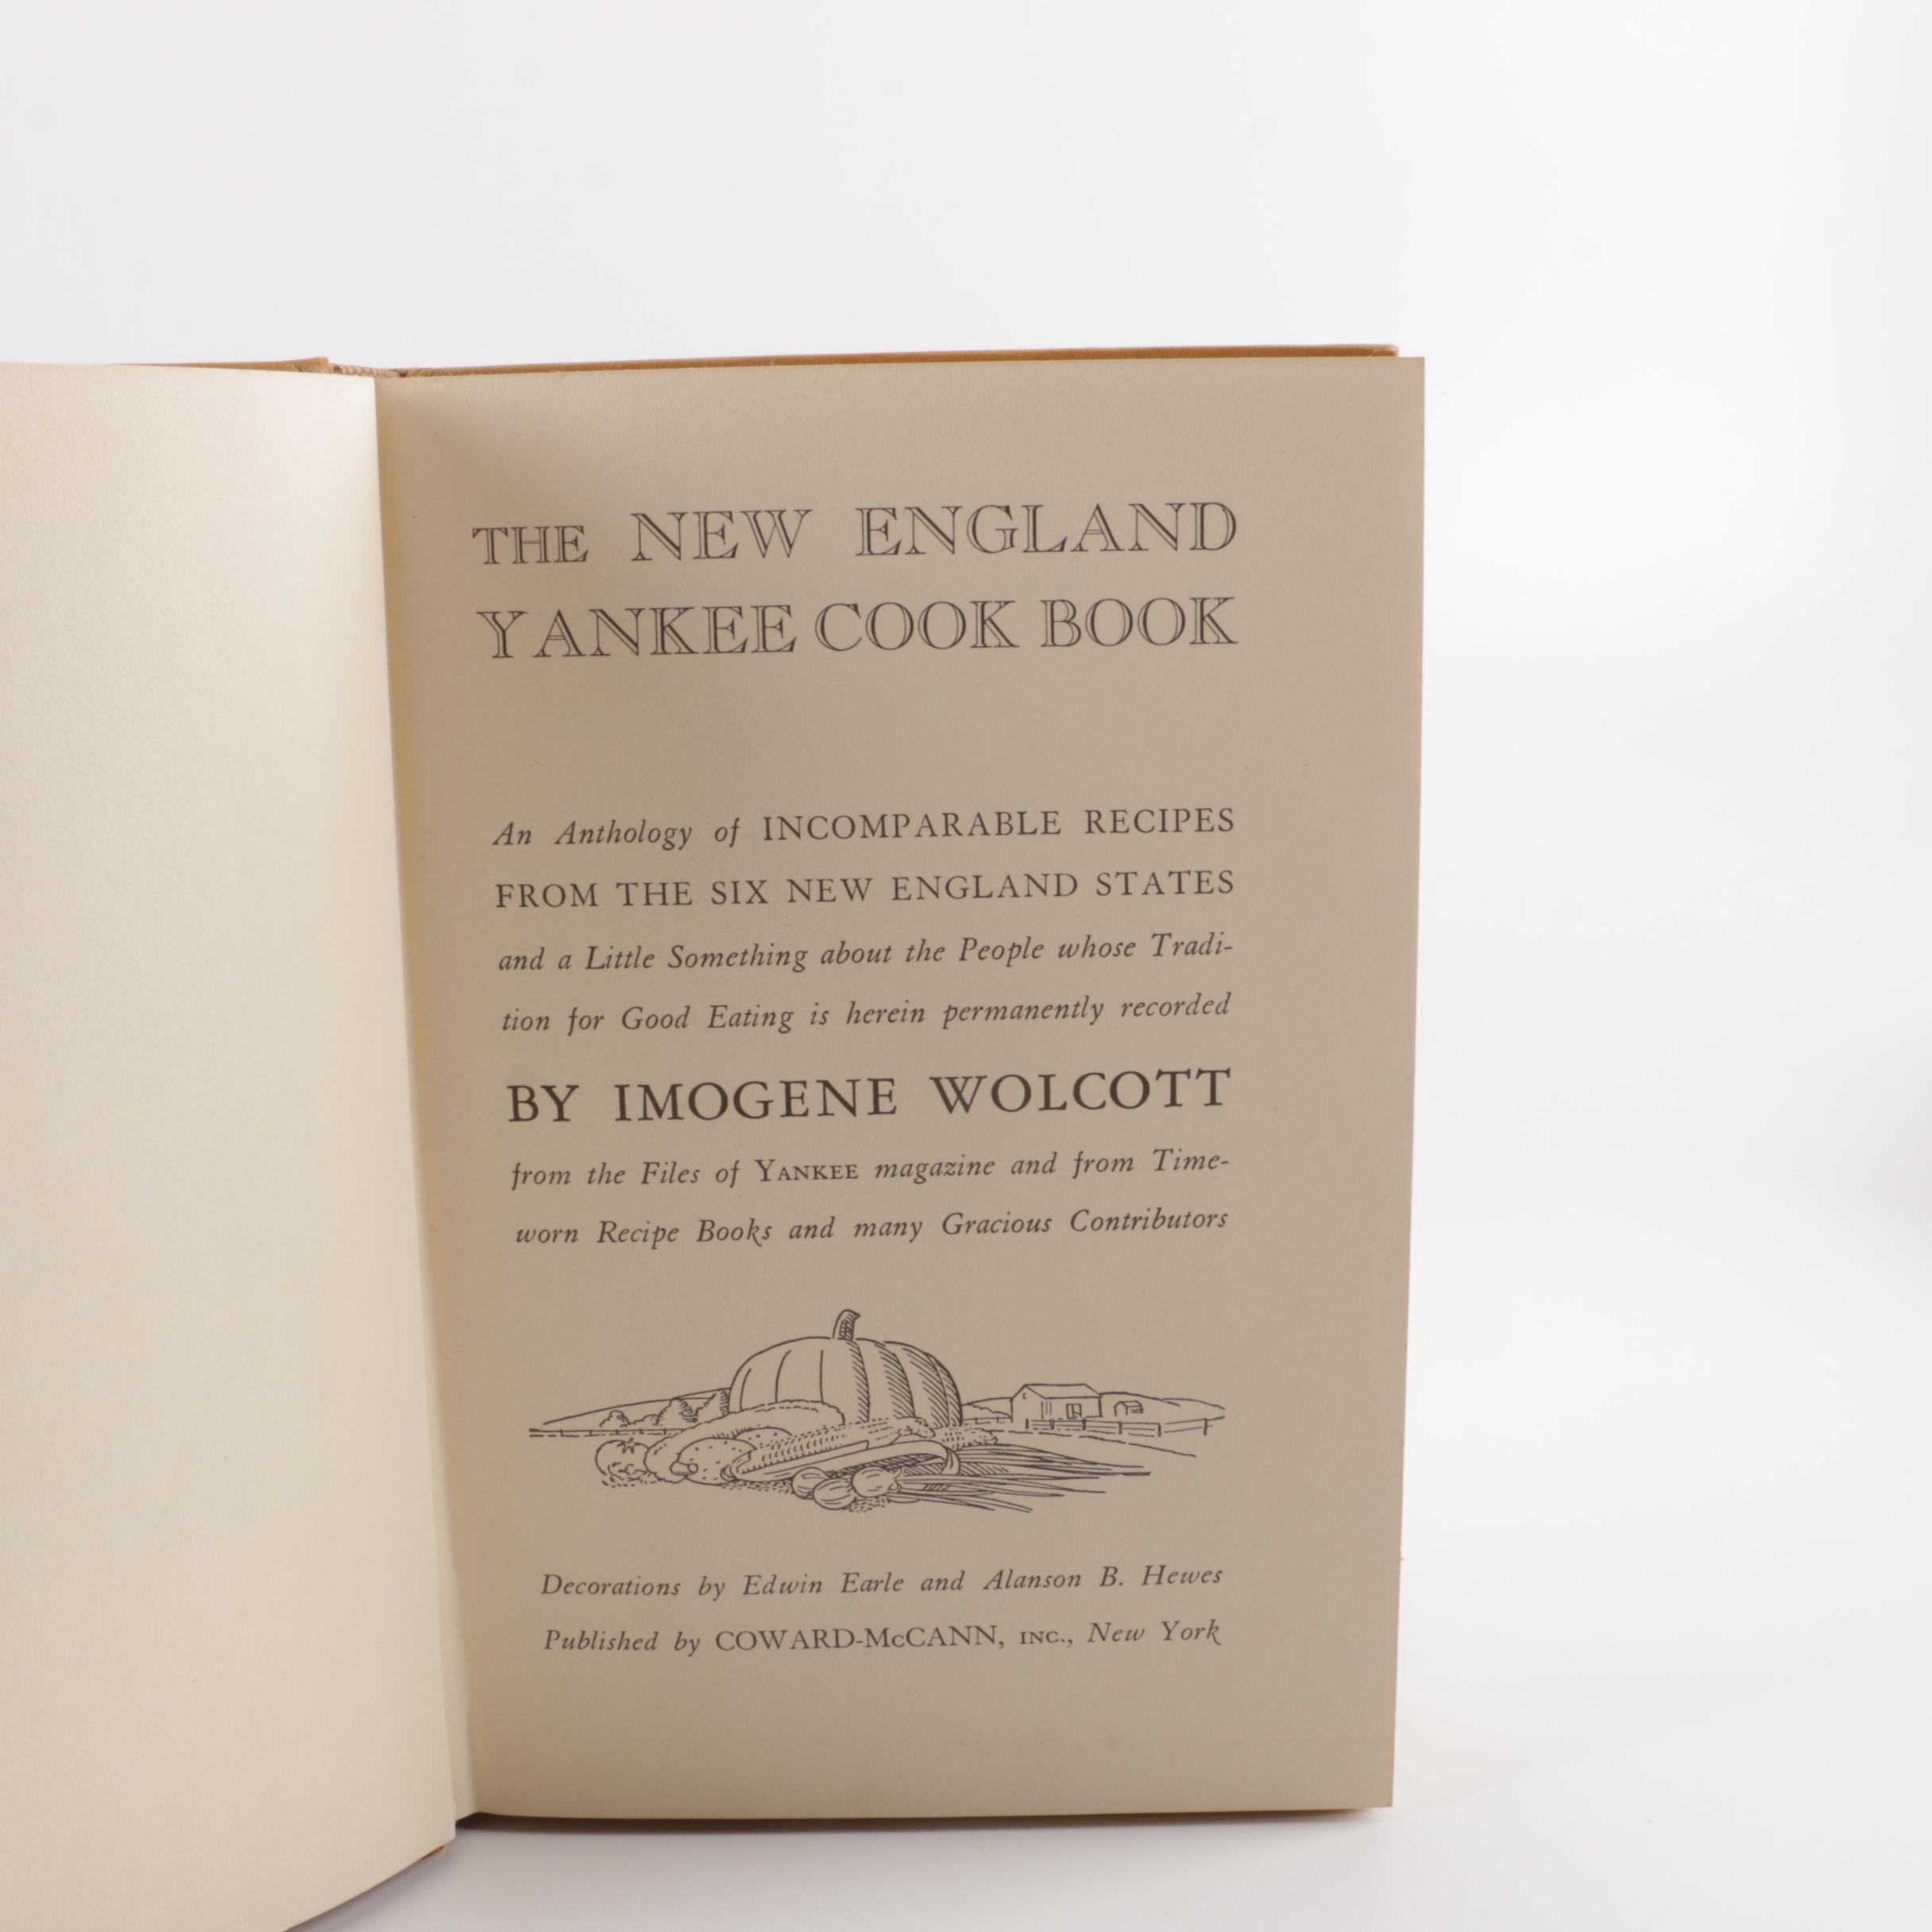 THE NEW ENGLAND
YANKEE COOK BOOK
An Anthology of INCOMPARABLE RECIPES
FROM THE SIX NEW ENGLAND STATES
and a Little Something about the People whose Tradi-
tion for Good Eating is herein permanently recorded
BY IMOGENE WOLCOTT
from the Files of YANKEE magazine and from Time-
worn Recipe Books and many Gracious Contributors
Decorations by Edwin Earle and Alanson B. Hewes
Published by COWARD-McCANN, INC., New York